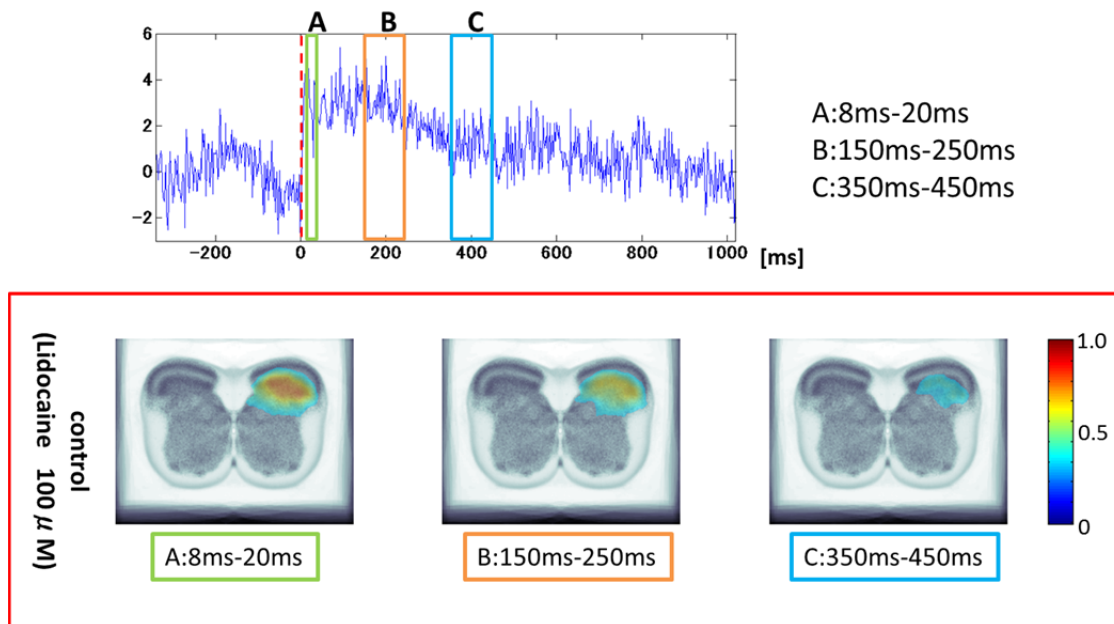 A B C
6
4
2
0
−2
−200 0 200 400 600 800 1000 [ms]
A:8ms-20ms
B:150ms-250ms
C:350ms-450ms
control
(Lidocaine 100μM)
1.0
0.5
0
A:8ms-20ms
B:150ms-250ms
C:350ms-450ms